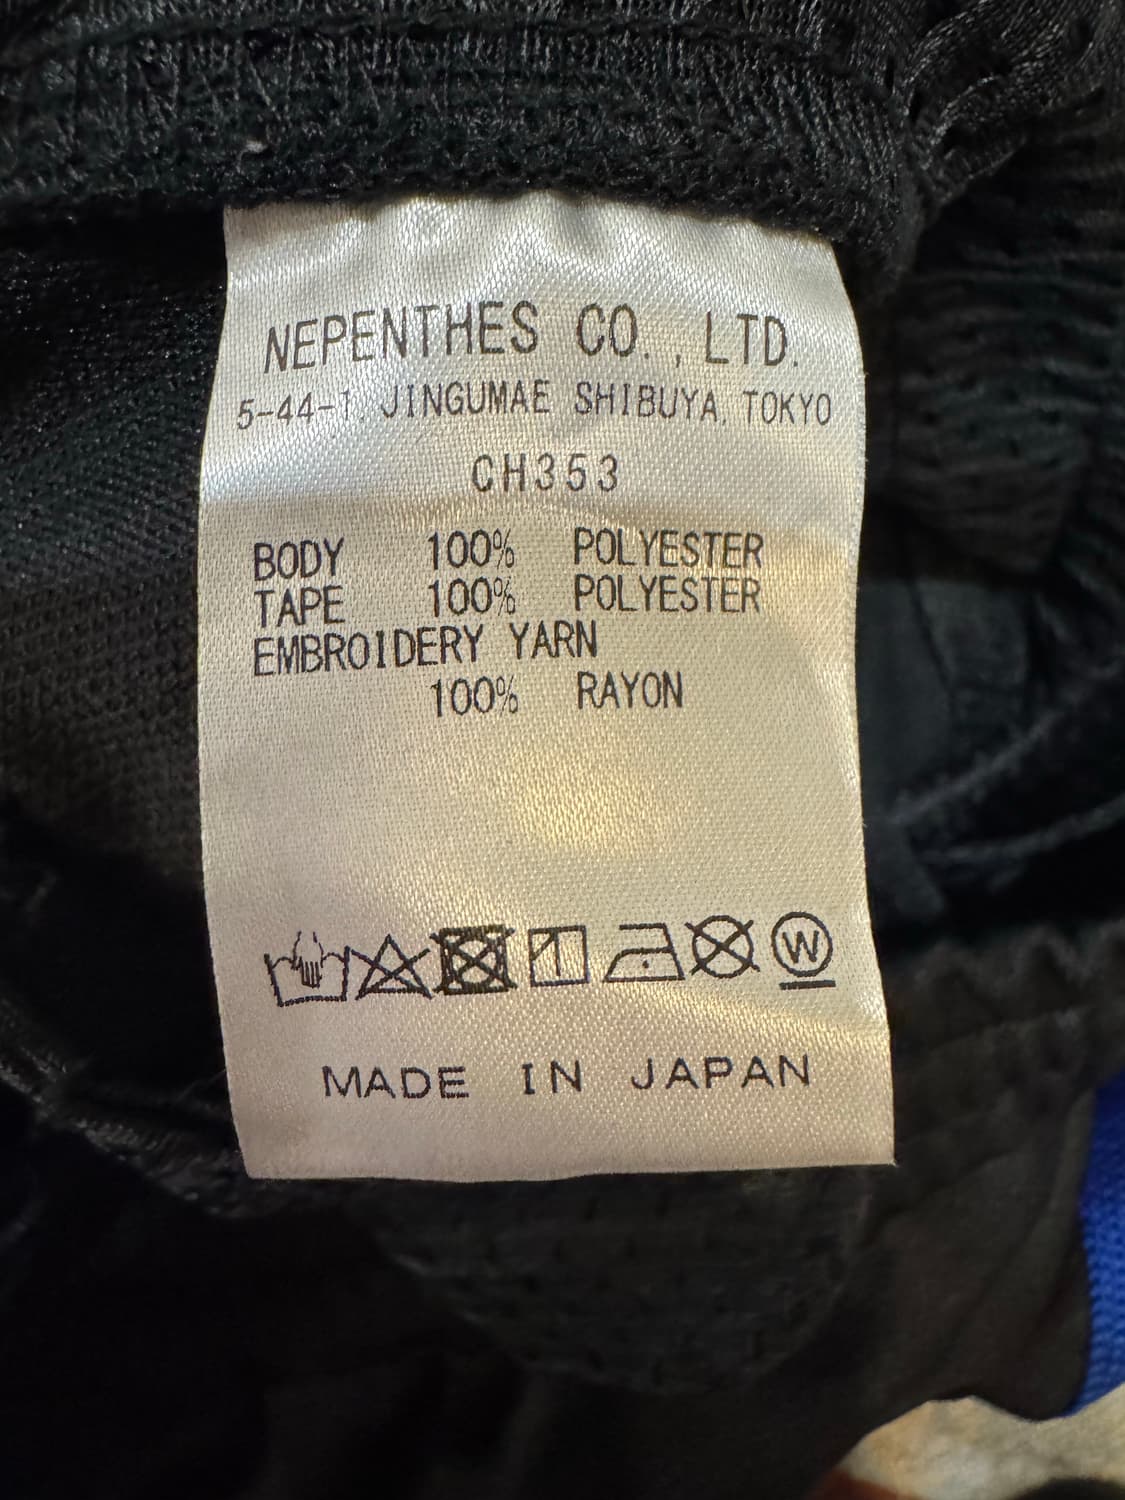 NEPENTHES CO., LTD.
5-44-1, JINGUMAE SHIBUYA, TOKYO
CH353
BODY 100% POLYESTER
TAPE 100% POLYESTER
EMBROIDERY YARN
100% RAYON
W
MADE IN JAPAN